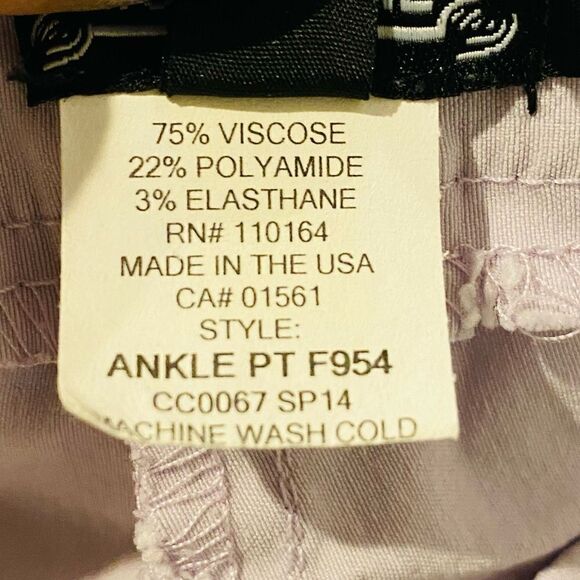 75% VISCOSE
22% POLYAMIDE
3% ELASTHANE
RN# 110164
MADE IN THE USA
CA# 01561
STYLE:
ANKLE PT F954
CC0067 SP14
MACHINE WASH COLD